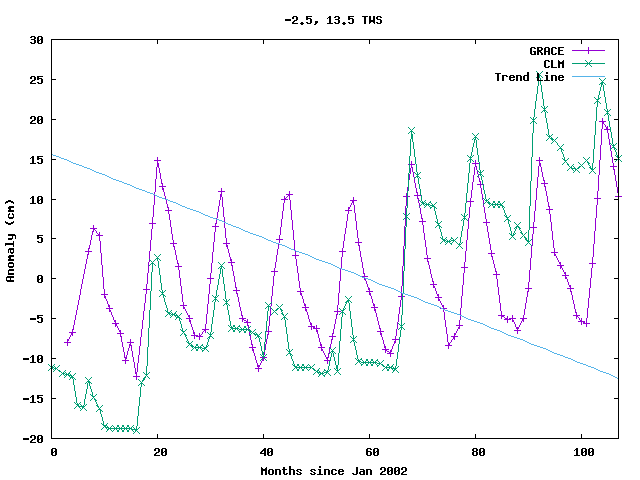 -2.5, 13.5 TWS
GRACE
CLM
Trend Line
30
25
20
15
10
5
0
-5
-10
-15
-20
Anomaly (cm)
0 20 40 60 80 100
Months since Jan 2002